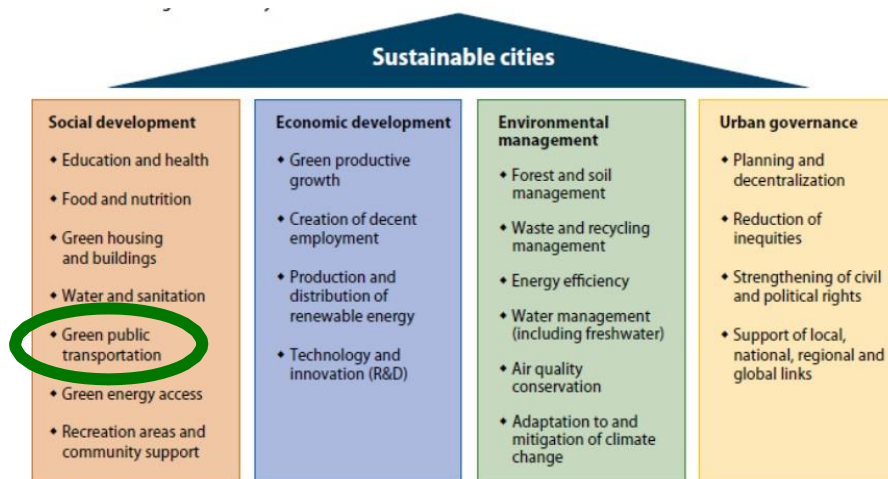 Sustainable cities
Social development
◆ Education and health
◆ Food and nutrition
◆ Green housing
and buildings
◆ Water and sanitation
◆ Green public
transportation
◆ Green energy access
◆ Recreation areas and
community support
Economic development
◆ Green productive
growth
◆ Creation of decent
employment
◆ Production and
distribution of
renewable energy
◆ Technology and
innovation (R&D)
Environmental
management
◆ Forest and soil
management
◆ Waste and recycling
management
◆ Energy efficiency
◆ Water management
(including freshwater)
◆ Air quality
conservation
◆ Adaptation to and
mitigation of climate
change
Urban governance
◆ Planning and
decentralization
◆ Reduction of
inequities
◆ Strengthening of civil
and political rights
◆ Support of local,
national, regional and
global links